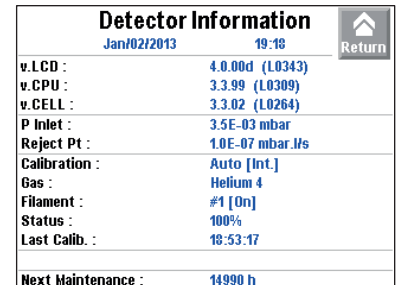 Detector Information
Jan/02/2013 19:18 Return
v.LCD : 4.0.00d (L0343)
v.CPU : 3.3.99 (L0309)
v.CELL : 3.3.02 (L0264)
P Inlet : 3.5E-03 mbar
Reject Pt : 1.0E-07 mbar.l/s
Calibration : Auto [Int.]
Gas : Helium 4
Filament : #1 [On]
Status : 100%
Last Calib. : 18:53:17
Next Maintenance : 14990 h